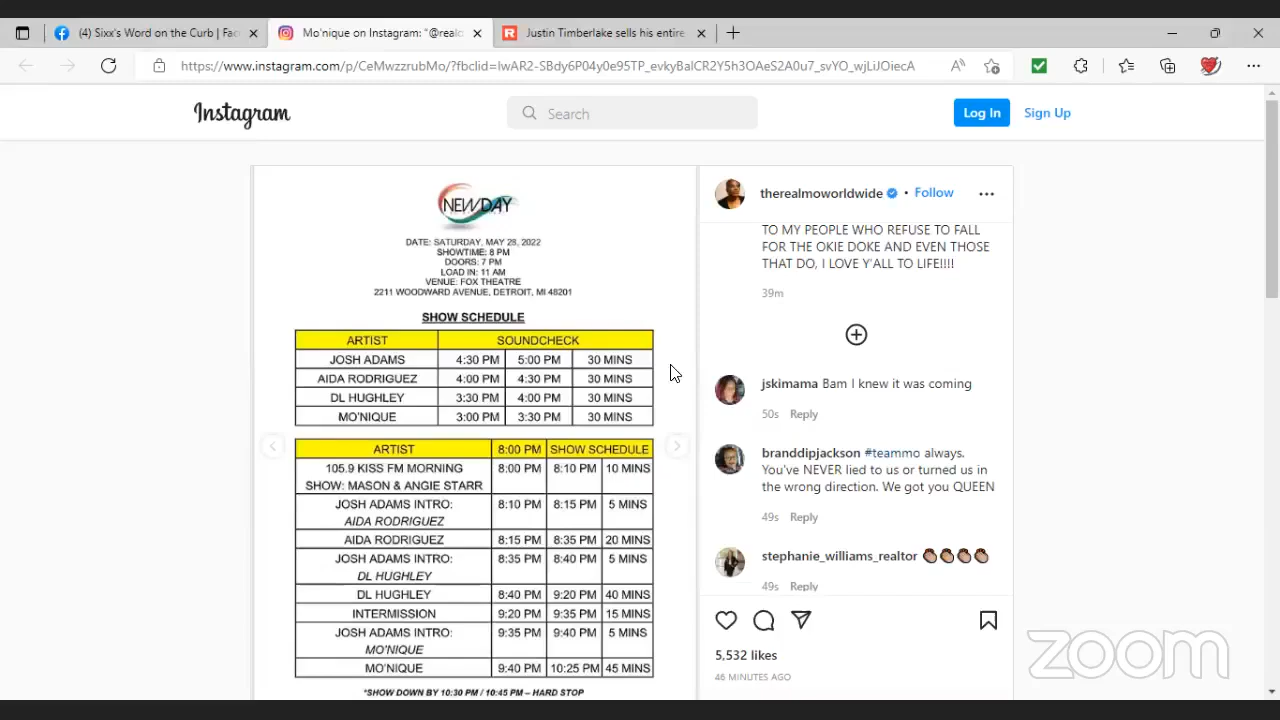 (4) Sixx's Word on the Curb | Fac
Mo'nique on Instagram: "@realc
Justin Timberlake sells his entire
https://www.instagram.com/p/CeMwzzrubMo/?fbclid=IwAR2-SBdy6P04y0e95TP_evkyBalCR2Y5h3OAeS2A0u7_svYO_wjLiJOiecA
Instagram
Search
Log In
Sign Up
NEWDAY
DATE: SATURDAY, MAY 28, 2022
SHOWTIME: 8 PM
DOORS: 7 PM
LOAD IN: 11 AM
VENUE: FOX THEATRE
2211 WOODWARD AVENUE, DETROIT, MI 48201
SHOW SCHEDULE
ARTIST SOUNDCHECK
JOSH ADAMS 4:30 PM 5:00 PM 30 MINS
AIDA RODRIGUEZ 4:00 PM 4:30 PM 30 MINS
DL HUGHLEY 3:30 PM 4:00 PM 30 MINS
MO'NIQUE 3:00 PM 3:30 PM 30 MINS
ARTIST 8:00 PM SHOW SCHEDULE
105.9 KISS FM MORNING 8:00 PM 8:10 PM 10 MINS
SHOW: MASON & ANGIE STARR
JOSH ADAMS INTRO: 8:10 PM 8:15 PM 5 MINS
AIDA RODRIGUEZ
AIDA RODRIGUEZ 8:15 PM 8:35 PM 20 MINS
JOSH ADAMS INTRO: 8:35 PM 8:40 PM 5 MINS
DL HUGHLEY
DL HUGHLEY 8:40 PM 9:20 PM 40 MINS
INTERMISSION 9:20 PM 9:35 PM 15 MINS
JOSH ADAMS INTRO: 9:35 PM 9:40 PM 5 MINS
MO'NIQUE
MO'NIQUE 9:40 PM 10:25 PM 45 MINS
*SHOW DOWN BY 10:30 PM / 10:45 PM – HARD STOP
therealmoworldwide • Follow
TO MY PEOPLE WHO REFUSE TO FALL
FOR THE OKIE DOKE AND EVEN THOSE
THAT DO, I LOVE Y'ALL TO LIFE!!!!
39m
jskimama Bam I knew it was coming
50s Reply
branddipjackson #teammo always.
You've NEVER lied to us or turned us in
the wrong direction. We got you QUEEN
49s Reply
stephanie_williams_realtor
49s Reply
5,532 likes
46 MINUTES AGO
zoom